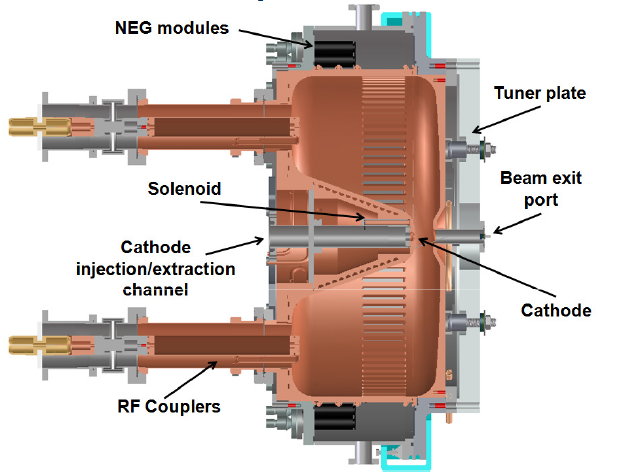 NEG modules
Tuner plate
Beam exit
port
Solenoid
Cathode
injection/extraction
channel
Cathode
RF Couplers